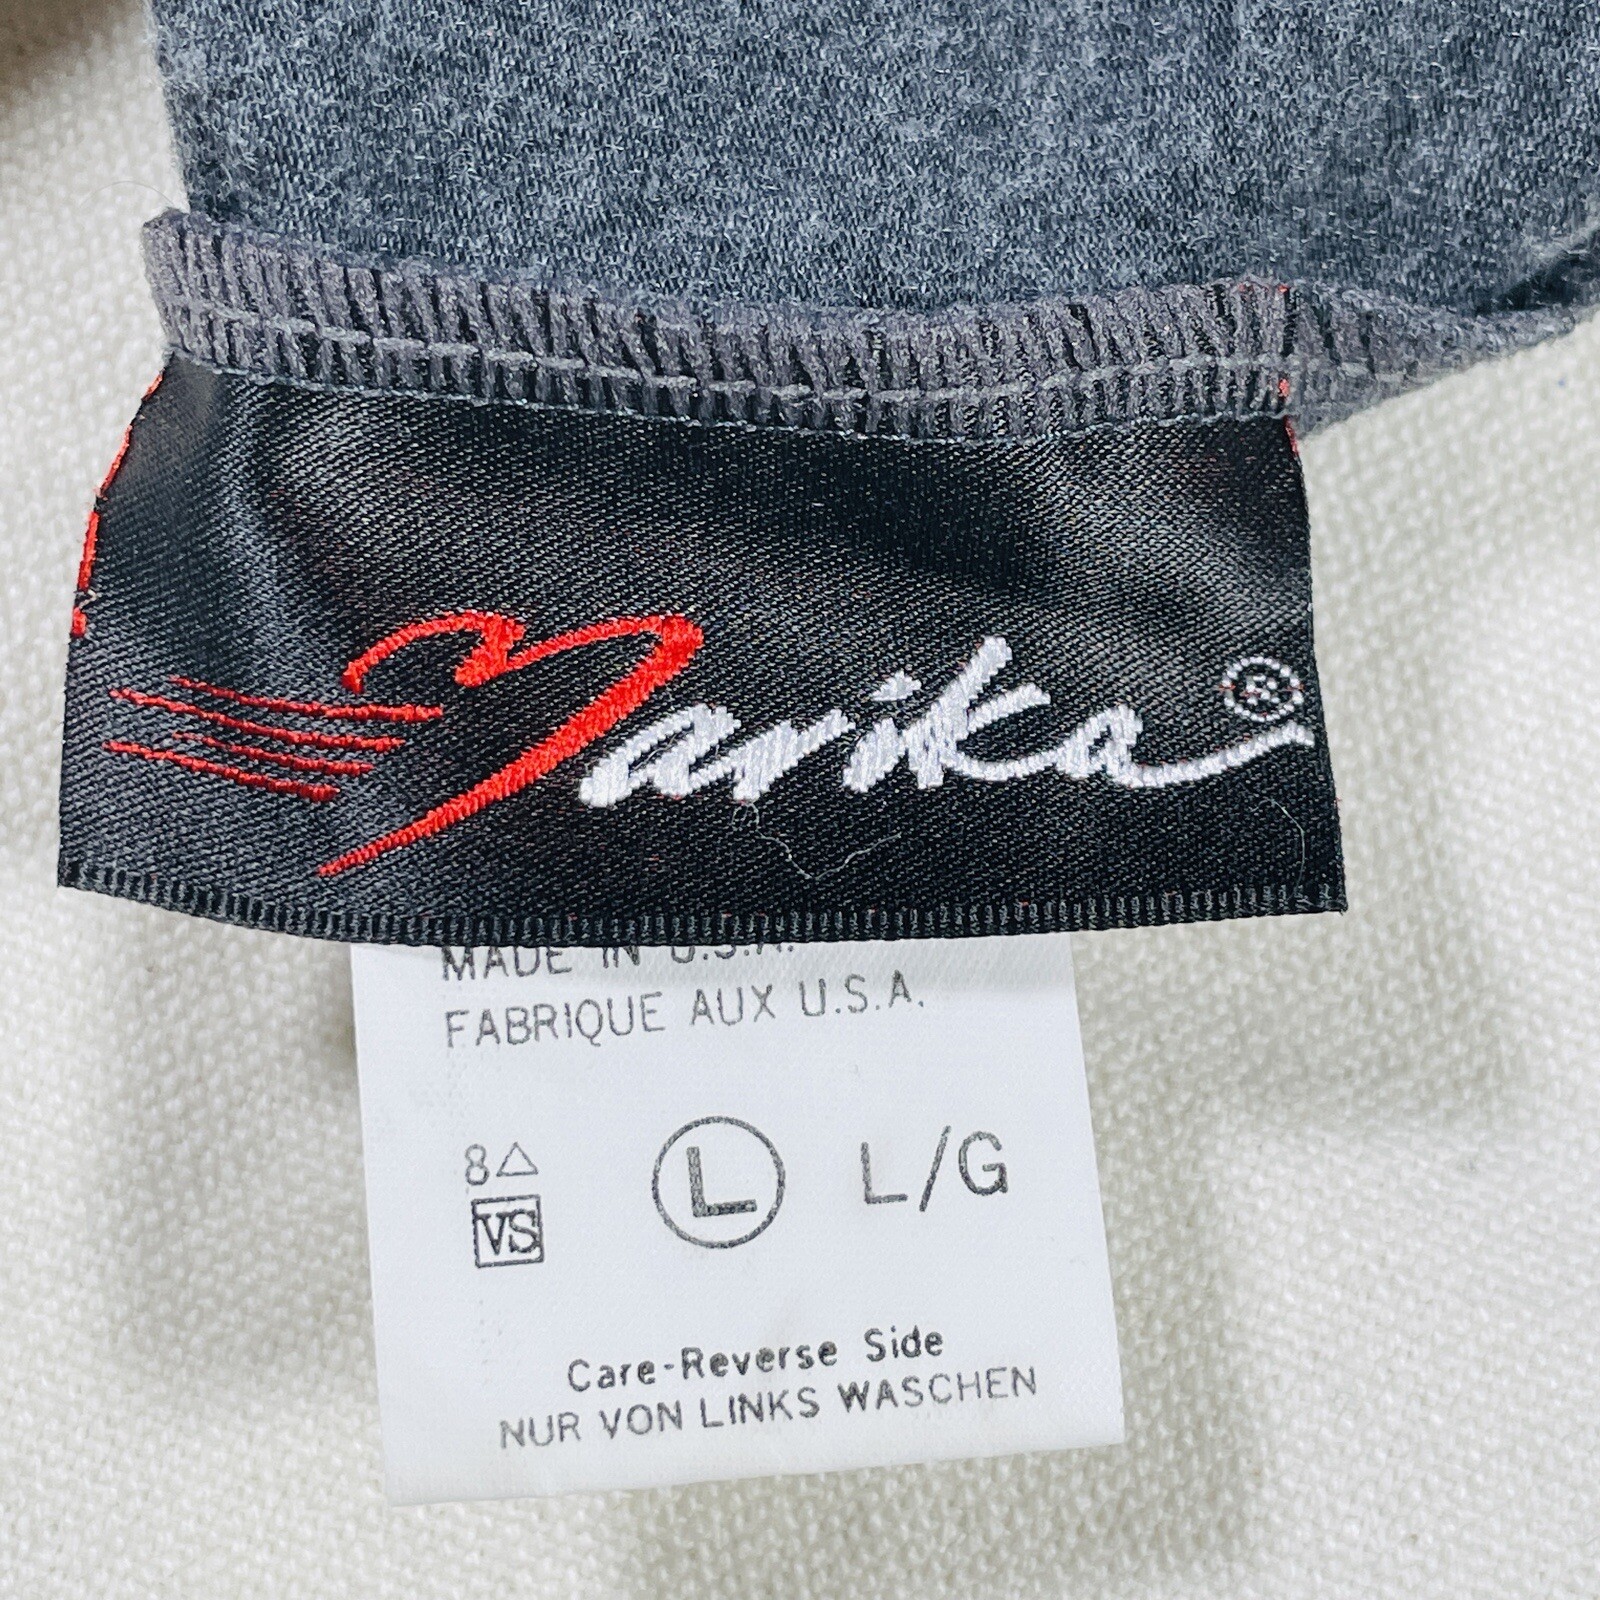 Marika®
MADE IN U.S.A.
FABRIQUE AUX U.S.A.
8△ L L/G
VS
Care-Reverse Side
NUR VON LINKS WASCHEN